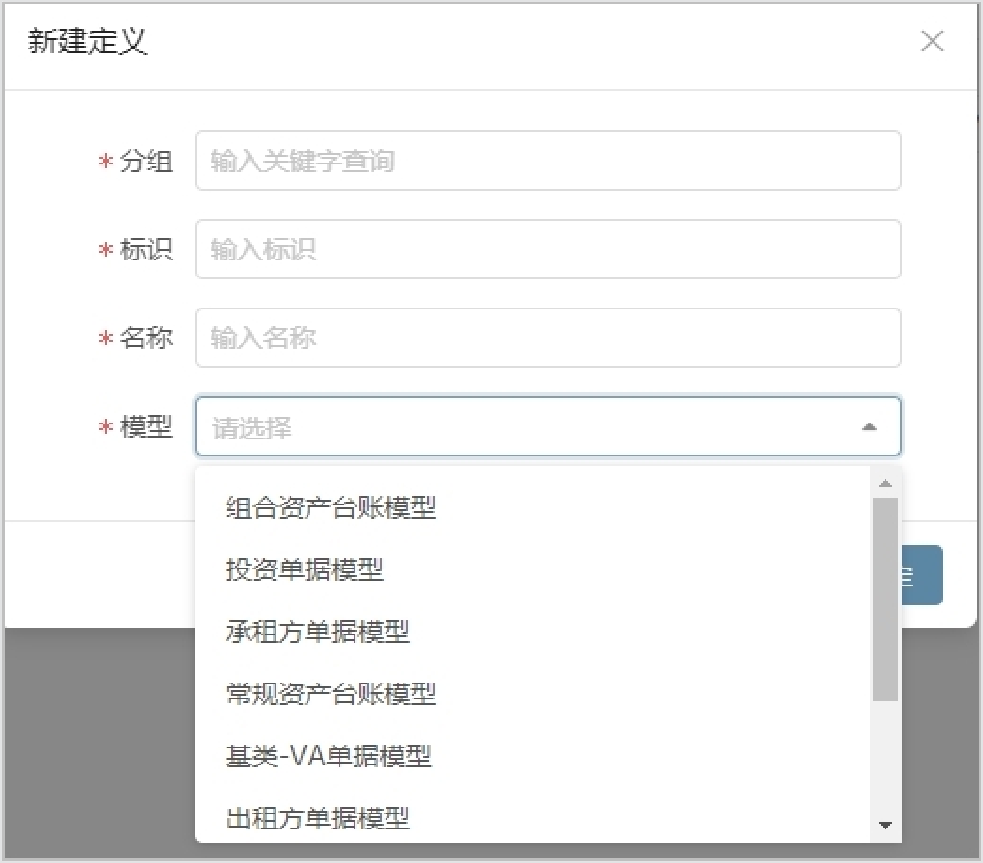 新建定义
* 分组 输入关键字查询
* 标识 输入标识
* 名称 输入名称
* 模型 请选择
组合资产台账模型
投资单据模型
承租方单据模型
常规资产台账模型
基类-VA单据模型
出租方单据模型